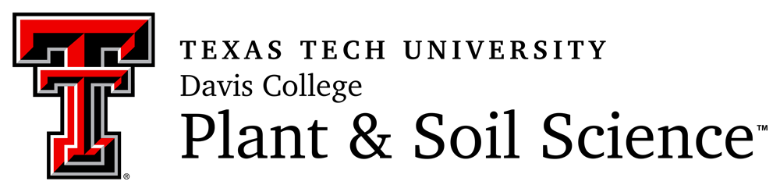 TEXAS TECH UNIVERSITY
Davis College
Plant & Soil Science™
®